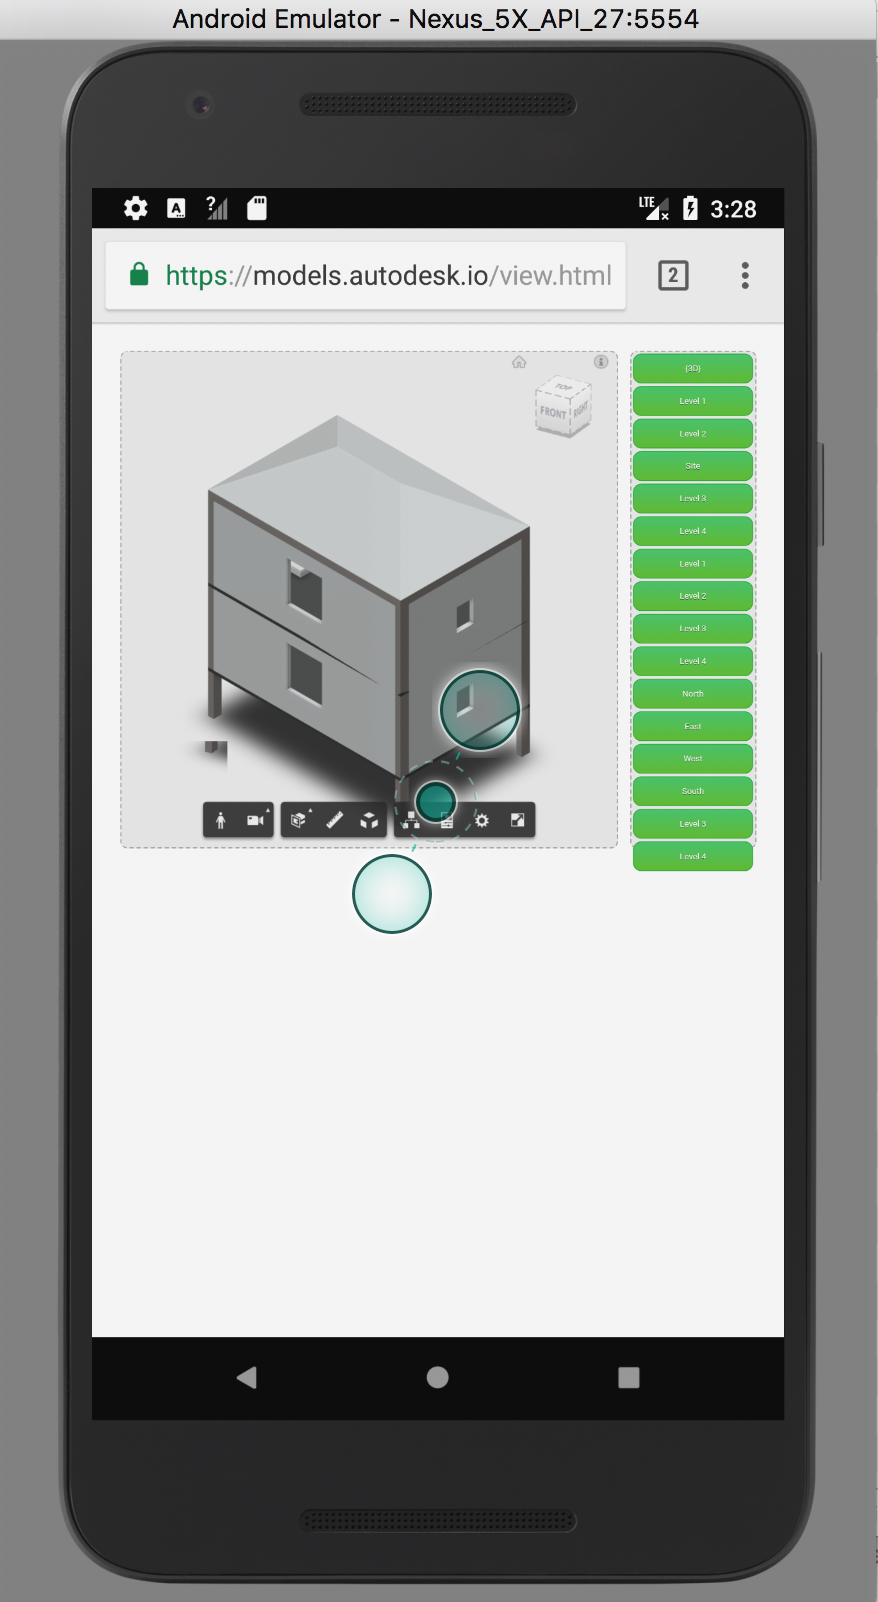 Android Emulator - Nexus_5X_API_27:5554
A
?
LTE
3:28
https://models.autodesk.io/view.html
2
TOP
FRONT
RIGHT
{3D}
Level 1
Level 2
Site
Level 3
Level 4
Level 1
Level 2
Level 3
Level 4
North
East
West
South
Level 3
Level 4